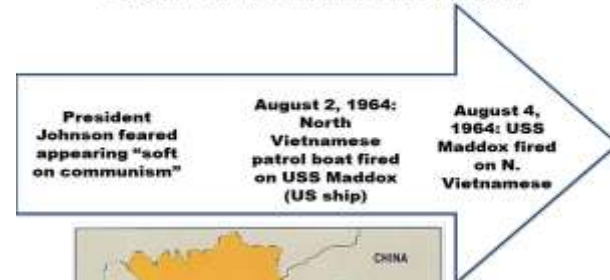 President
Johnson feared
appearing "soft
on communism"
August 2, 1964:
North
Vietnamese
patrol boat fired
on USS Maddox
(US ship)
August 4,
1964: USS
Maddox fired
on N.
Vietnamese
CHINA